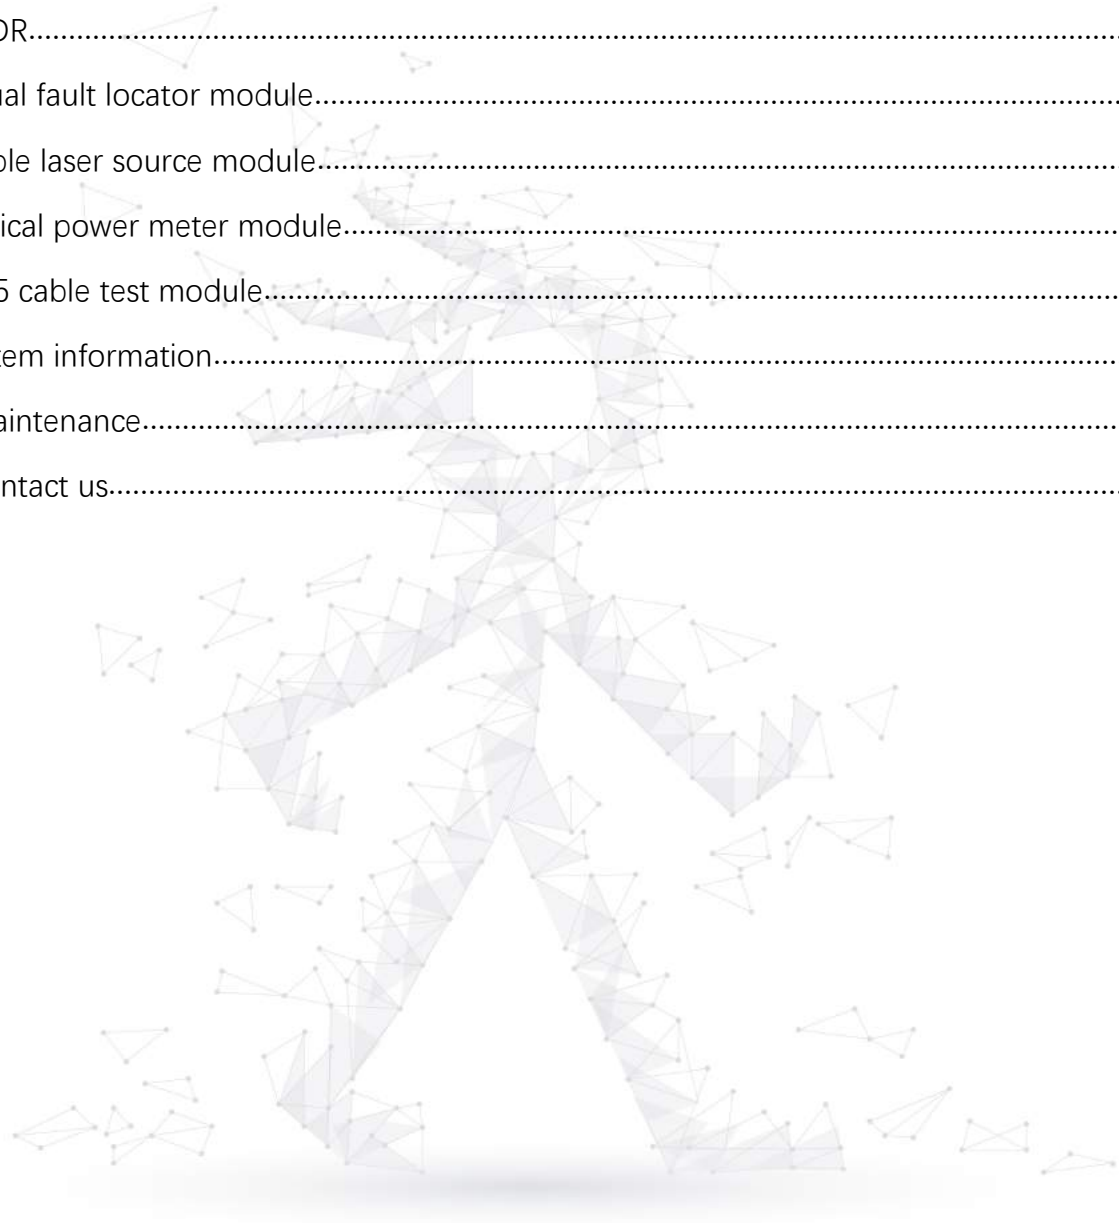 DR................................................................
ual fault locator module................................................................
ble laser source module................................................................
ical power meter module................................................................
5 cable test module................................................................
tem information................................................................
aintenance................................................................
ntact us................................................................